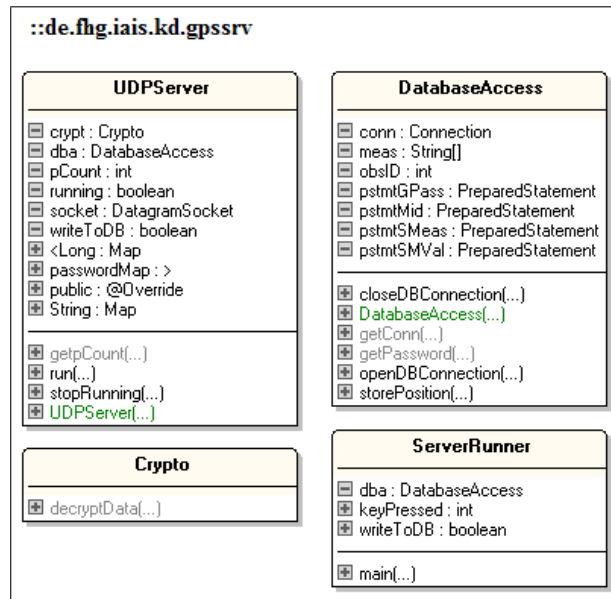 ::de.fhg.iais.kd.gpssrv
UDPServer
crypt : Crypto
dba : DatabaseAccess
pCount : int
running : boolean
socket : DatagramSocket
writeToDB : boolean
<Long : Map
passwordMap : >
public : @Override
String : Map
getpCount(...)
run(...)
stopRunning(...)
UDPServer(...)
DatabaseAccess
conn : Connection
meas : String[]
obsID : int
pstmtGPass : PreparedStatement
pstmtMid : PreparedStatement
pstmtSMeas : PreparedStatement
pstmtSMVal : PreparedStatement
closeDBConnection(...)
DatabaseAccess(...)
getConn(...)
getPassword(...)
openDBConnection(...)
storePosition(...)
Crypto
decryptData(...)
ServerRunner
dba : DatabaseAccess
keyPressed : int
writeToDB : boolean
main(...)